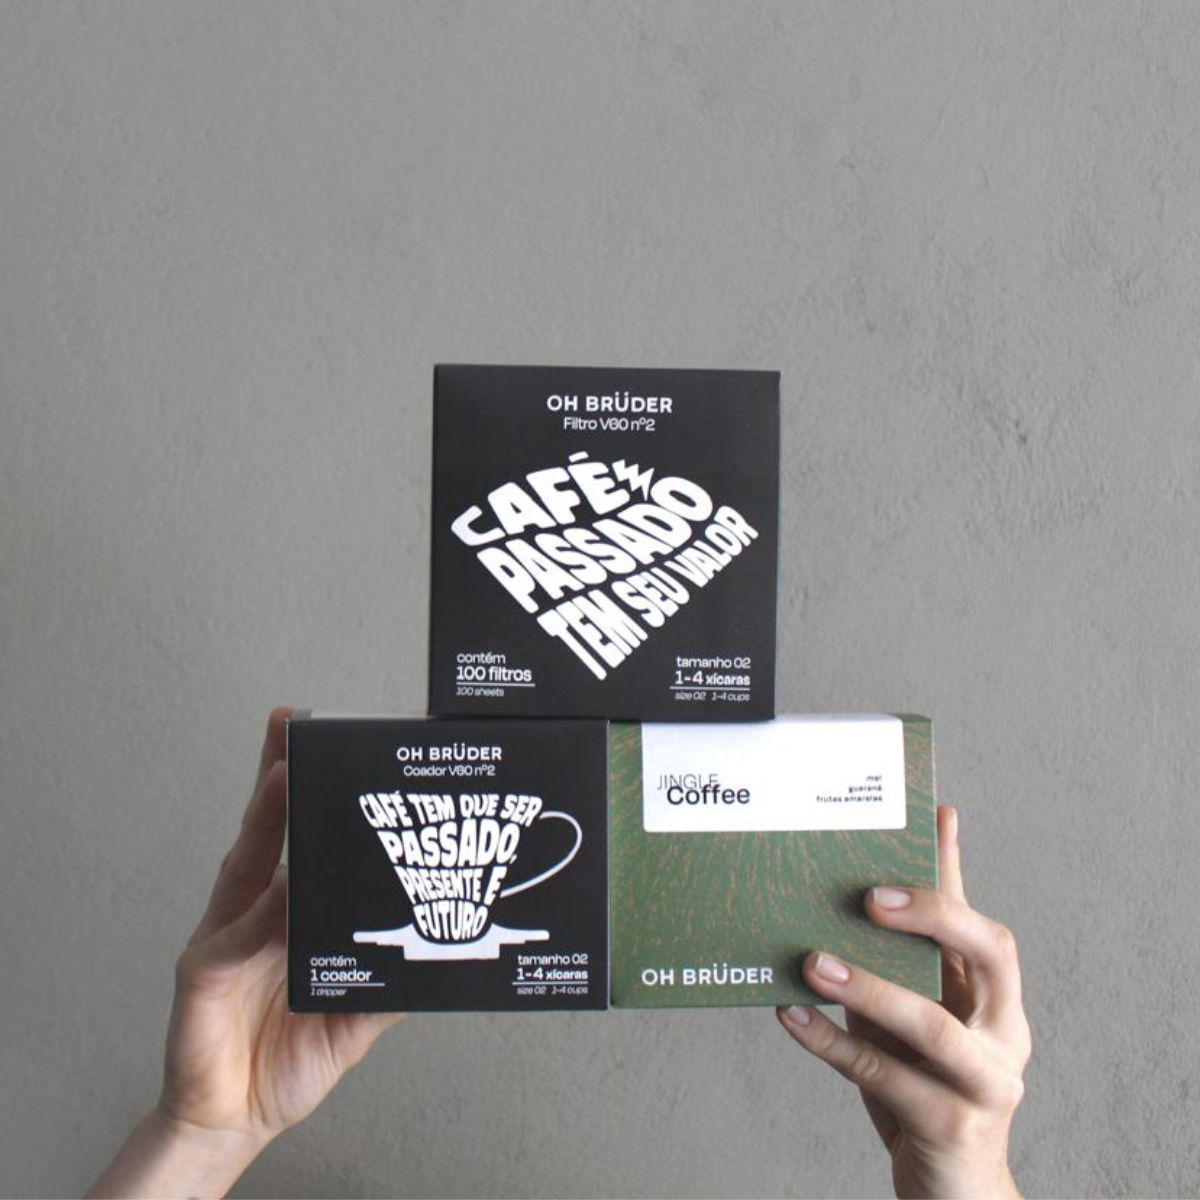 OH BRÜDER
Filtro V60 nº2
CAFÉ
PASSADO
TEM SEU VALOR
contém
100 filtros
100 sheets
tamanho 02
1-4 xícaras
size 02 1-4 cups
OH BRÜDER
Coador V60 nº2
CAFÉ TEM QUE SER
PASSADO,
PRESENTE E
FUTURO
contém
1 coador
1 dripper
tamanho 02
1-4 xícaras
size 02 1-4 cups
JINGLE
Coffee
mel
guaraná
frutas amarelas
OH BRÜDER